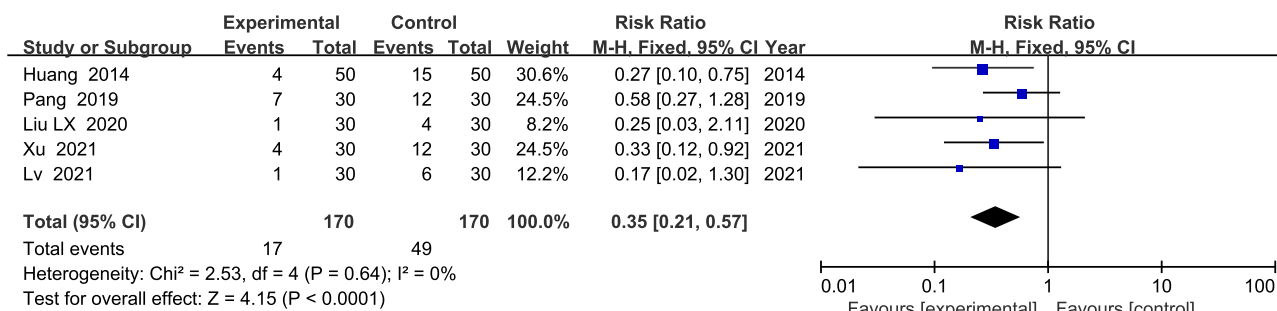 Experimental Control Risk Ratio Risk Ratio
Study or Subgroup Events Total Events Total Weight M-H, Fixed, 95% CI Year M-H, Fixed, 95% CI
Huang 2014 4 50 15 50 30.6% 0.27 [0.10, 0.75] 2014
Pang 2019 7 30 12 30 24.5% 0.58 [0.27, 1.28] 2019
Liu LX 2020 1 30 4 30 8.2% 0.25 [0.03, 2.11] 2020
Xu 2021 4 30 12 30 24.5% 0.33 [0.12, 0.92] 2021
Lv 2021 1 30 6 30 12.2% 0.17 [0.02, 1.30] 2021
Total (95% CI) 170 170 100.0% 0.35 [0.21, 0.57]
Total events 17 49
Heterogeneity: Chi² = 2.53, df = 4 (P = 0.64); I² = 0%
Test for overall effect: Z = 4.15 (P < 0.0001)
0.01 0.1 1 10 100
Favours [experimental] Favours [control]